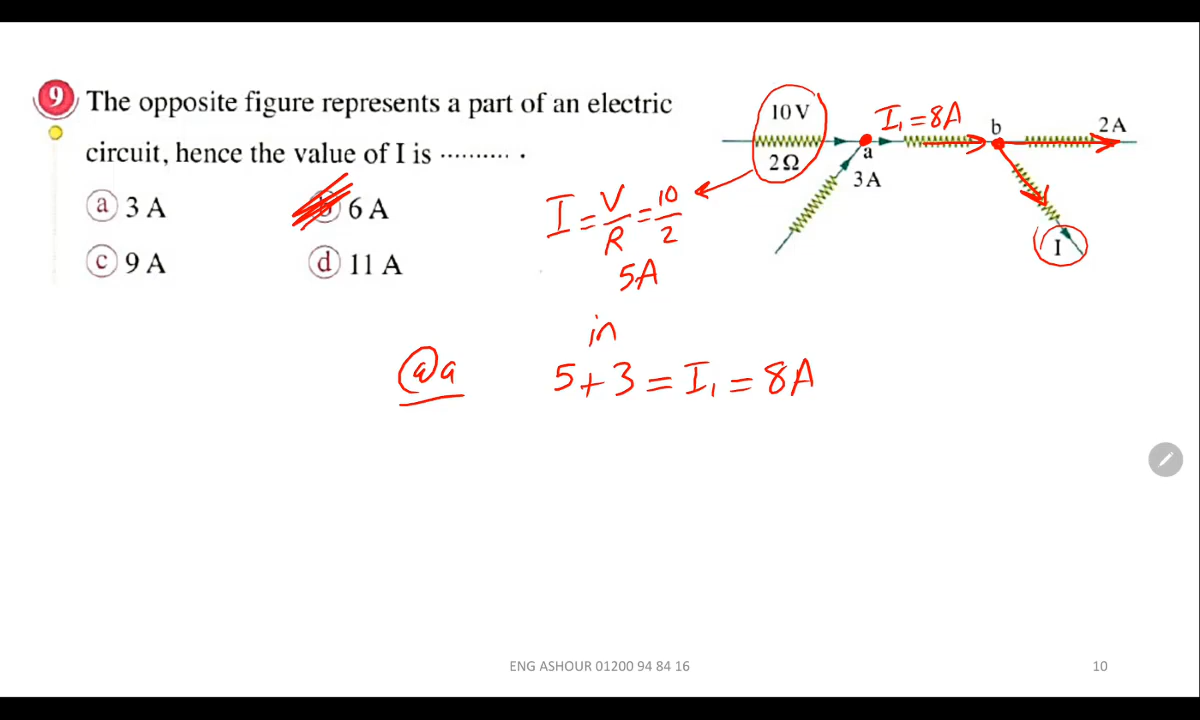 9 The opposite figure represents a part of an electric
circuit, hence the value of I is .......... .
a 3 A
b 6 A
c 9 A
d 11 A
10 V
2Ω
I₁=8A
a
3 A
b
2 A
I
I = V/R = 10/2
5A
in
@a 5+3 = I₁ = 8A
ENG ASHOUR 01200 94 84 16
10